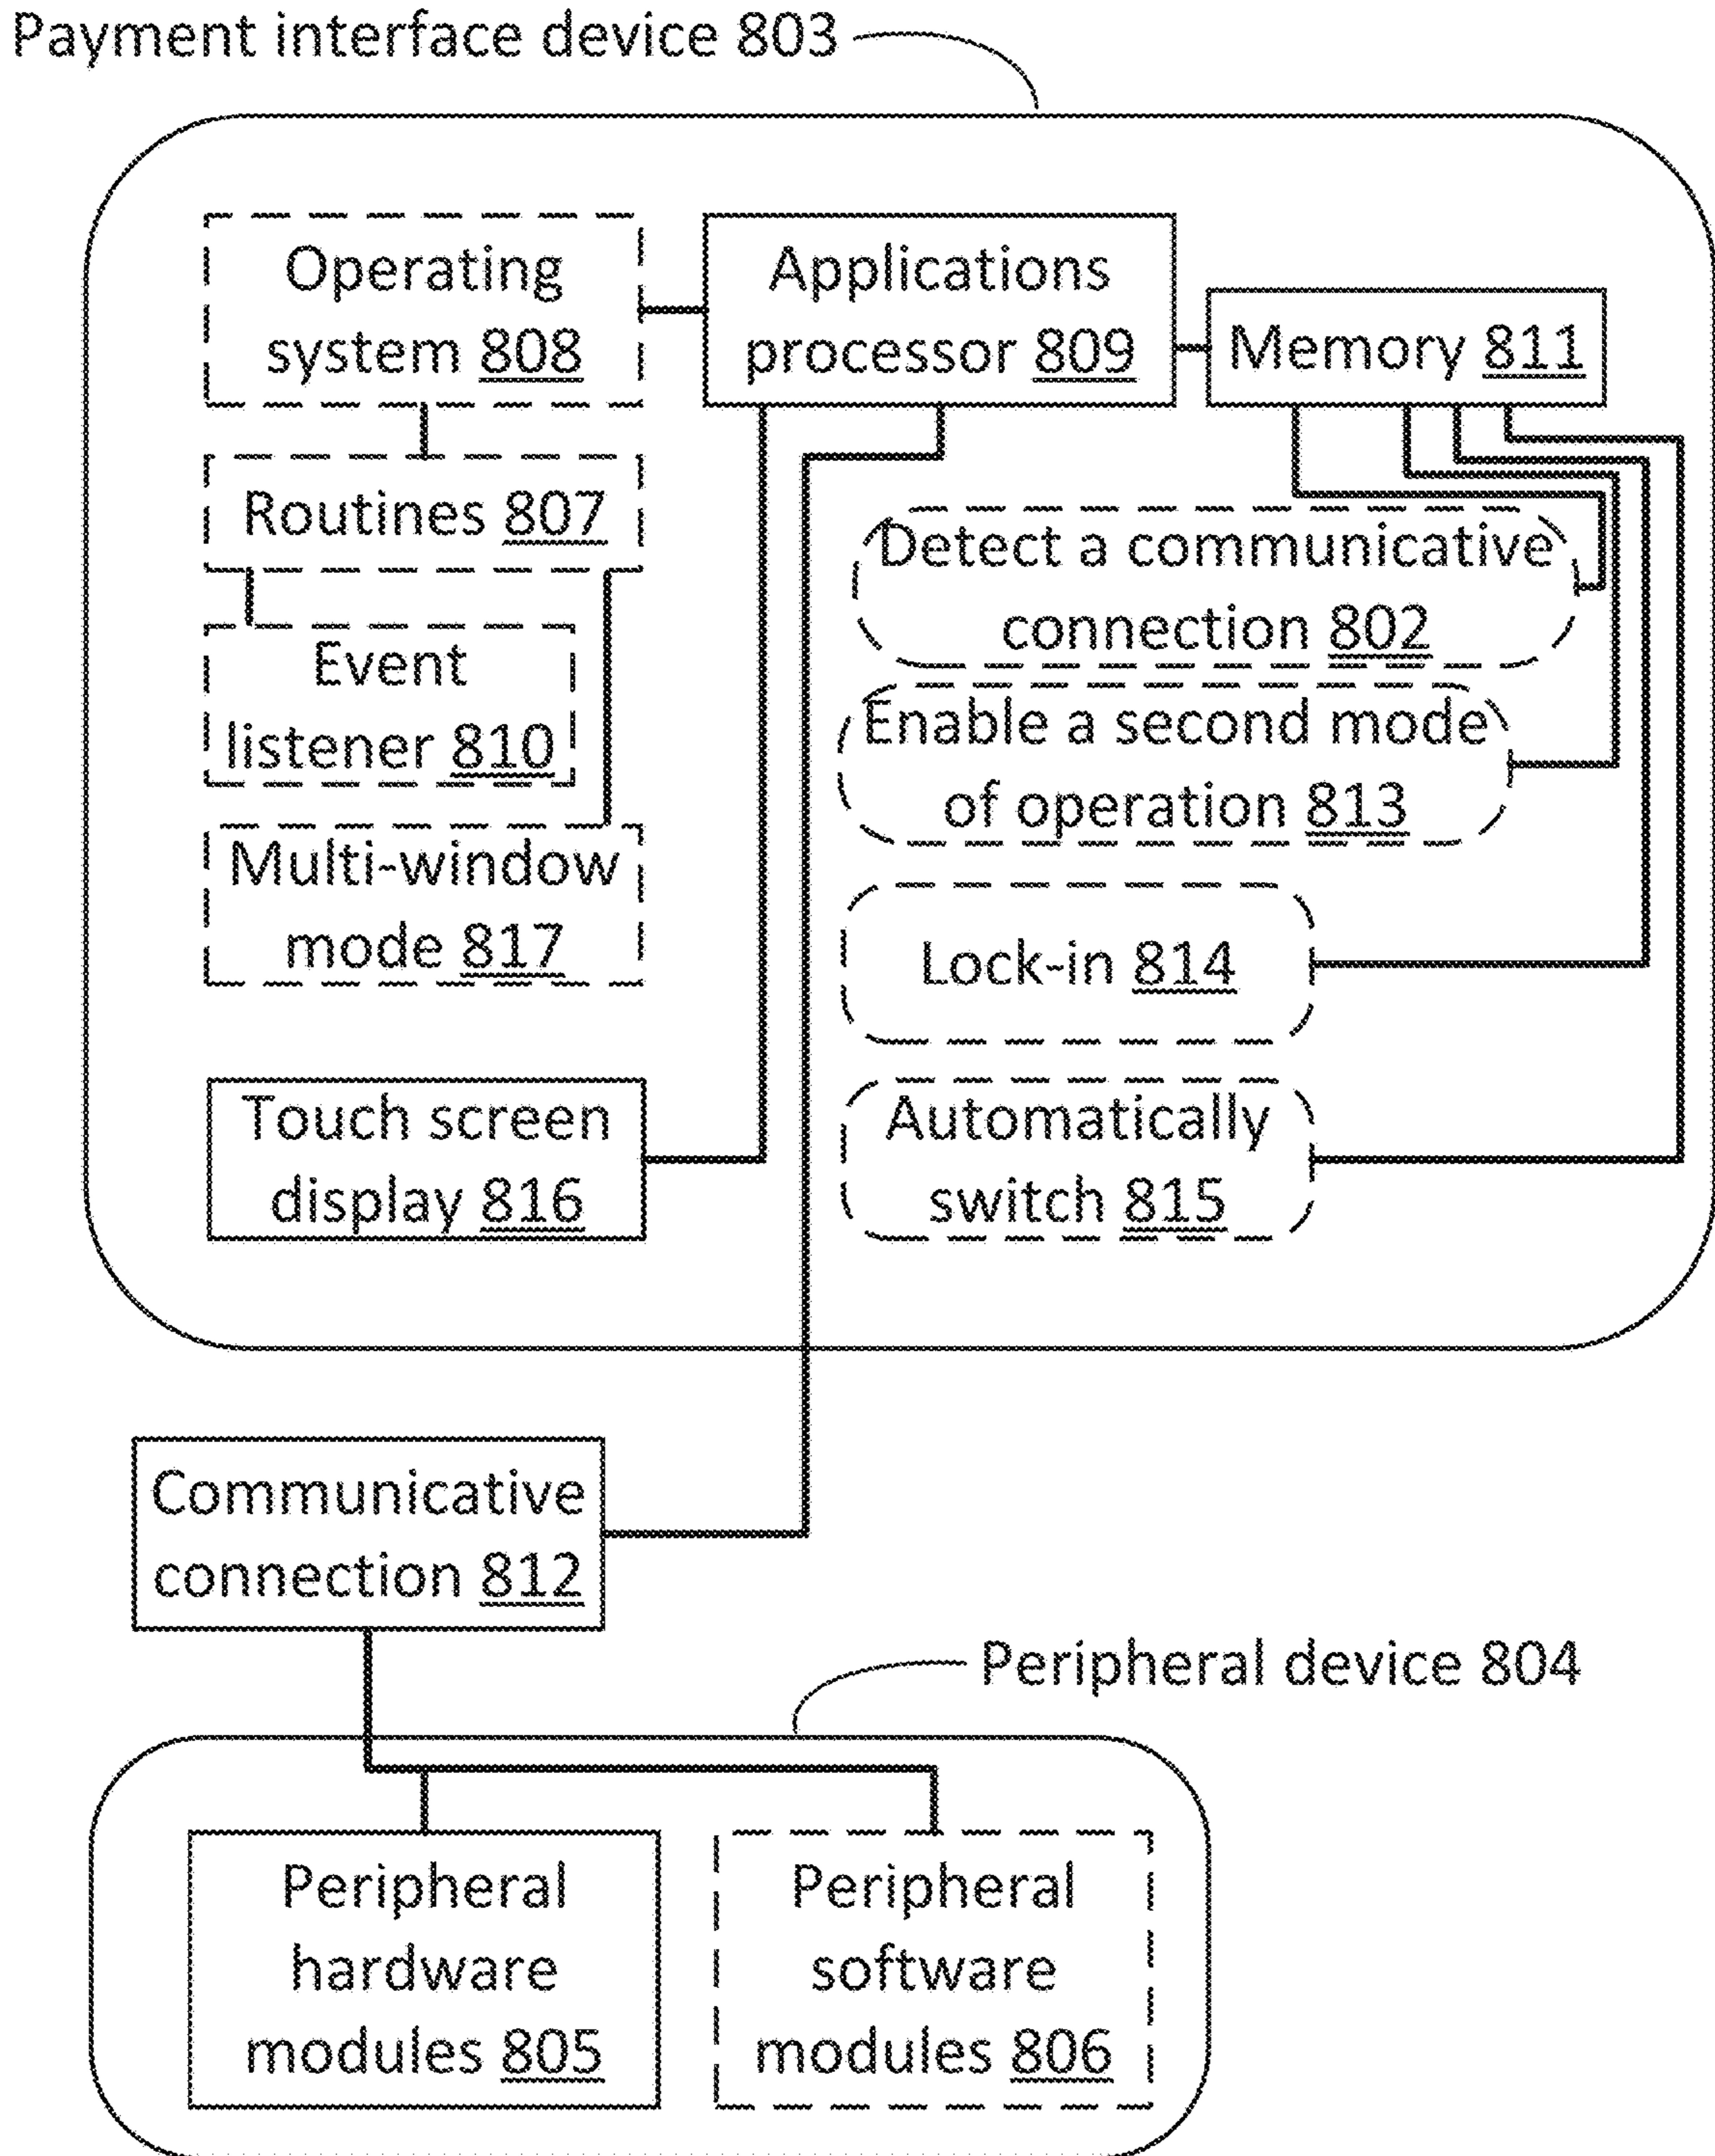 Payment interface device 803
Operating
system 808
Applications
processor 809
Memory 811
Routines 807
Event
listener 810
Multi-window
mode 817
Detect a communicative
connection 802
Enable a second mode
of operation 813
Lock-in 814
Automatically
switch 815
Touch screen
display 816
Communicative
connection 812
Peripheral device 804
Peripheral
hardware
modules 805
Peripheral
software
modules 806